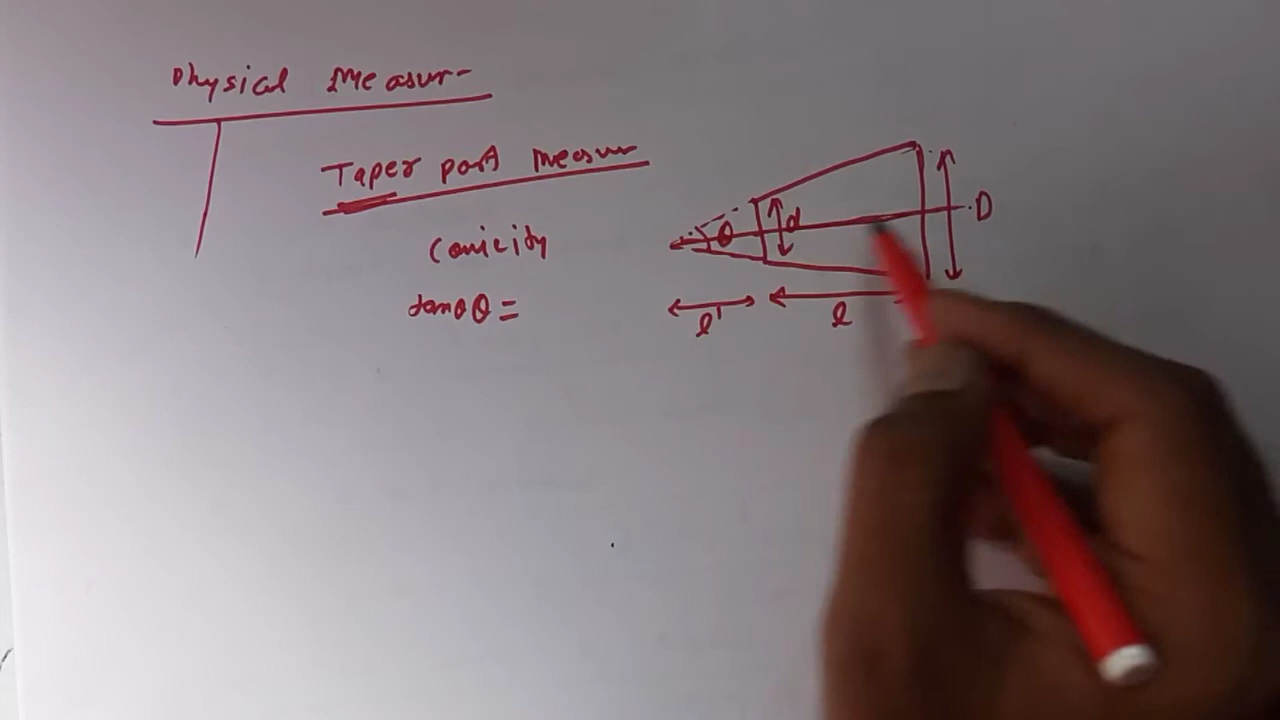 Physical Measur-
Taper part measur
Conicity
tanθ θ =
θ
d
D
l'
l